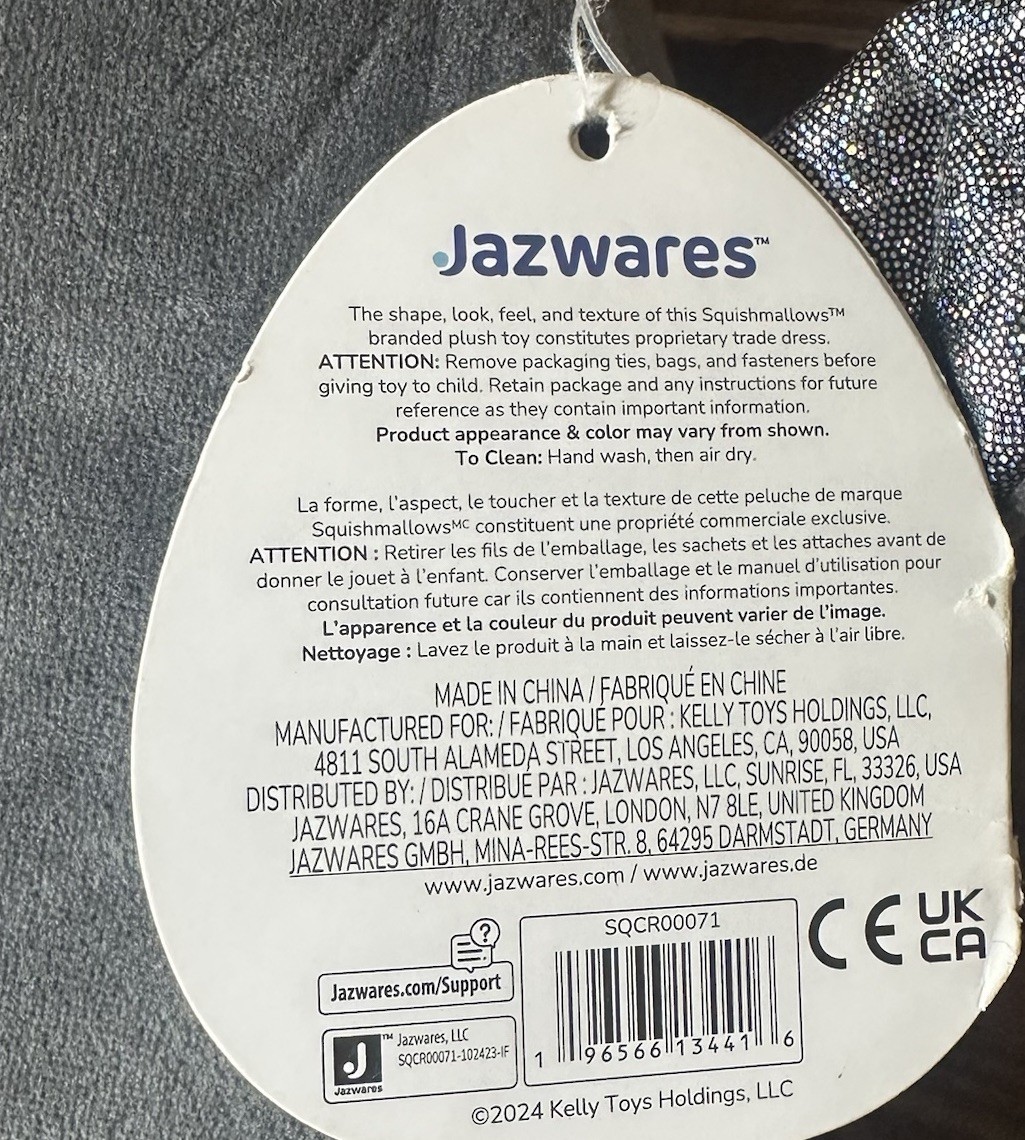 Jazwares™
The shape, look, feel, and texture of this Squishmallows™
branded plush toy constitutes proprietary trade dress.
ATTENTION: Remove packaging ties, bags, and fasteners before
giving toy to child. Retain package and any instructions for future
reference as they contain important information.
Product appearance & color may vary from shown.
To Clean: Hand wash, then air dry.
La forme, l'aspect, le toucher et la texture de cette peluche de marque
Squishmallowsᴹᶜ constituent une propriété commerciale exclusive.
ATTENTION : Retirer les fils de l'emballage, les sachets et les attaches avant de
donner le jouet à l'enfant. Conserver l'emballage et le manuel d'utilisation pour
consultation future car ils contiennent des informations importantes.
L'apparence et la couleur du produit peuvent varier de l'image.
Nettoyage : Lavez le produit à la main et laissez-le sécher à l'air libre.
MADE IN CHINA / FABRIQUÉ EN CHINE
MANUFACTURED FOR: / FABRIQUÉ POUR : KELLY TOYS HOLDINGS, LLC,
4811 SOUTH ALAMEDA STREET, LOS ANGELES, CA, 90058, USA
DISTRIBUTED BY: / DISTRIBUÉ PAR : JAZWARES, LLC, SUNRISE, FL, 33326, USA
JAZWARES, 16A CRANE GROVE, LONDON, N7 8LE, UNITED KINGDOM
JAZWARES GMBH, MINA-REES-STR. 8, 64295 DARMSTADT, GERMANY
www.jazwares.com / www.jazwares.de
?
Jazwares.com/Support
J™
Jazwares
Jazwares, LLC
SQCR00071-102423-IF
SQCR00071
1 96566 13441 6
CE
UK
CA
©2024 Kelly Toys Holdings, LLC